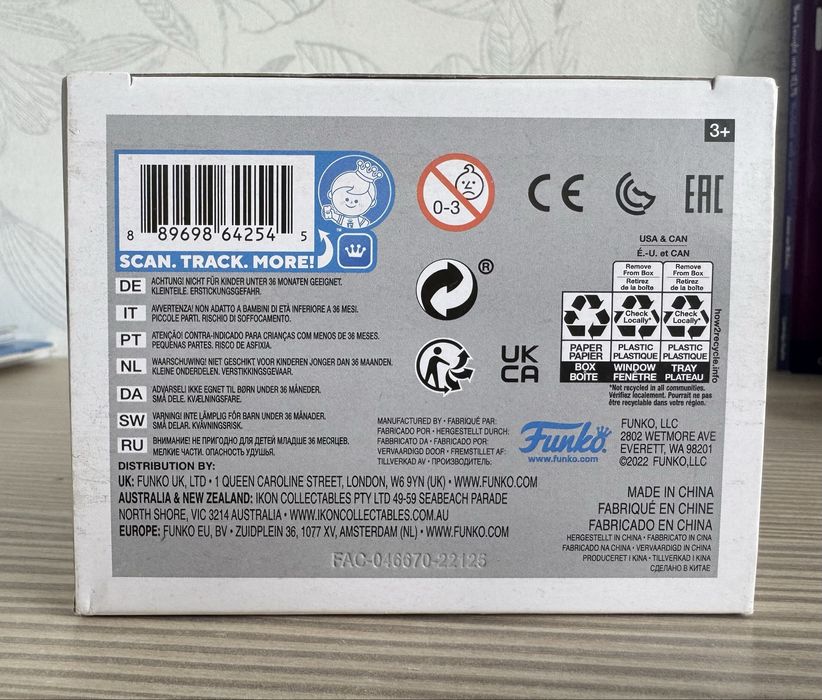 3+
8 89698 64254 5
SCAN. TRACK. MORE!
™
0-3
CE
EAC
®
UK
CA
USA & CAN
É.-U. et CAN
Remove From Box
Retirez de la boîte
Remove From Box
Retirez de la boîte
Check Locally*
Check Locally*
PAPER
PAPIER
PLASTIC
PLASTIQUE
PLASTIC
PLASTIQUE
BOX
BOÎTE
WINDOW
FENÊTRE
TRAY
PLATEAU
*Not recycled in all communities.
Vérifiez localement. Pourrait ne pas
être recyclable dans votre région.
how2recycle.info
DE ACHTUNG! NICHT FÜR KINDER UNTER 36 MONATEN GEEIGNET.
KLEINTEILE. ERSTICKUNGSGEFAHR.
IT AVVERTENZA! NON ADATTO A BAMBINI DI ETÀ INFERIORE A 36 MESI.
PICCOLE PARTI. RISCHIO DI SOFFOCAMENTO.
PT ATENÇÃO! CONTRA-INDICADO PARA CRIANÇAS COM MENOS DE 36 MESES.
PEQUENAS PARTES. RISCO DE ASFIXIA.
NL WAARSCHUWING! NIET GESCHIKT VOOR KINDEREN JONGER DAN 36 MAANDEN.
KLEINE ONDERDELEN. VERSTIKKINGSGEVAAR.
DA ADVARSEL! IKKE EGNET TIL BØRN UNDER 36 MÅNEDER.
SMÅ DELE. KVÆLNINGSFARE.
SW VARNING! INTE LÄMPLIG FÖR BARN UNDER 36 MÅNADER.
SMÅ DELAR. KVÄVNINGSRISK.
RU ВНИМАНИЕ! НЕ ПРИГОДНО ДЛЯ ДЕТЕЙ МЛАДШЕ 36 МЕСЯЦЕВ.
МЕЛКИЕ ЧАСТИ. ОПАСНОСТЬ УДУШЬЯ.
MANUFACTURED BY • FABRIQUÉ PAR:
FABRICADO POR • HERGESTELLT DURCH:
FABBRICATO DA • FABRICADO POR:
VERVAARDIGD DOOR • FREMSTILLET AF:
TILLVERKAD AV • ПРОИЗВОДИТЕЛЬ:
Funko®
www.funko.com
FUNKO, LLC
2802 WETMORE AVE
EVERETT, WA 98201
©2022 FUNKO,LLC
DISTRIBUTION BY:
UK: FUNKO UK, LTD • 1 QUEEN CAROLINE STREET, LONDON, W6 9YN (UK) • WWW.FUNKO.COM
AUSTRALIA & NEW ZEALAND: IKON COLLECTABLES PTY LTD 49-59 SEABEACH PARADE
NORTH SHORE, VIC 3214 AUSTRALIA • WWW.IKONCOLLECTABLES.COM.AU
EUROPE: FUNKO EU, BV • ZUIDPLEIN 36, 1077 XV, AMSTERDAM (NL) • WWW.FUNKO.COM
MADE IN CHINA
FABRIQUÉ EN CHINE
FABRICADO EN CHINA
HERGESTELLT IN CHINA • FABBRICATO IN CINA
FABRICADO NA CHINA • VERVAARDIGD IN CHINA
PRODUCERET I KINA • TILLVERKAD I KINA
СДЕЛАНО В КИТАЕ
FAC-046670-22125